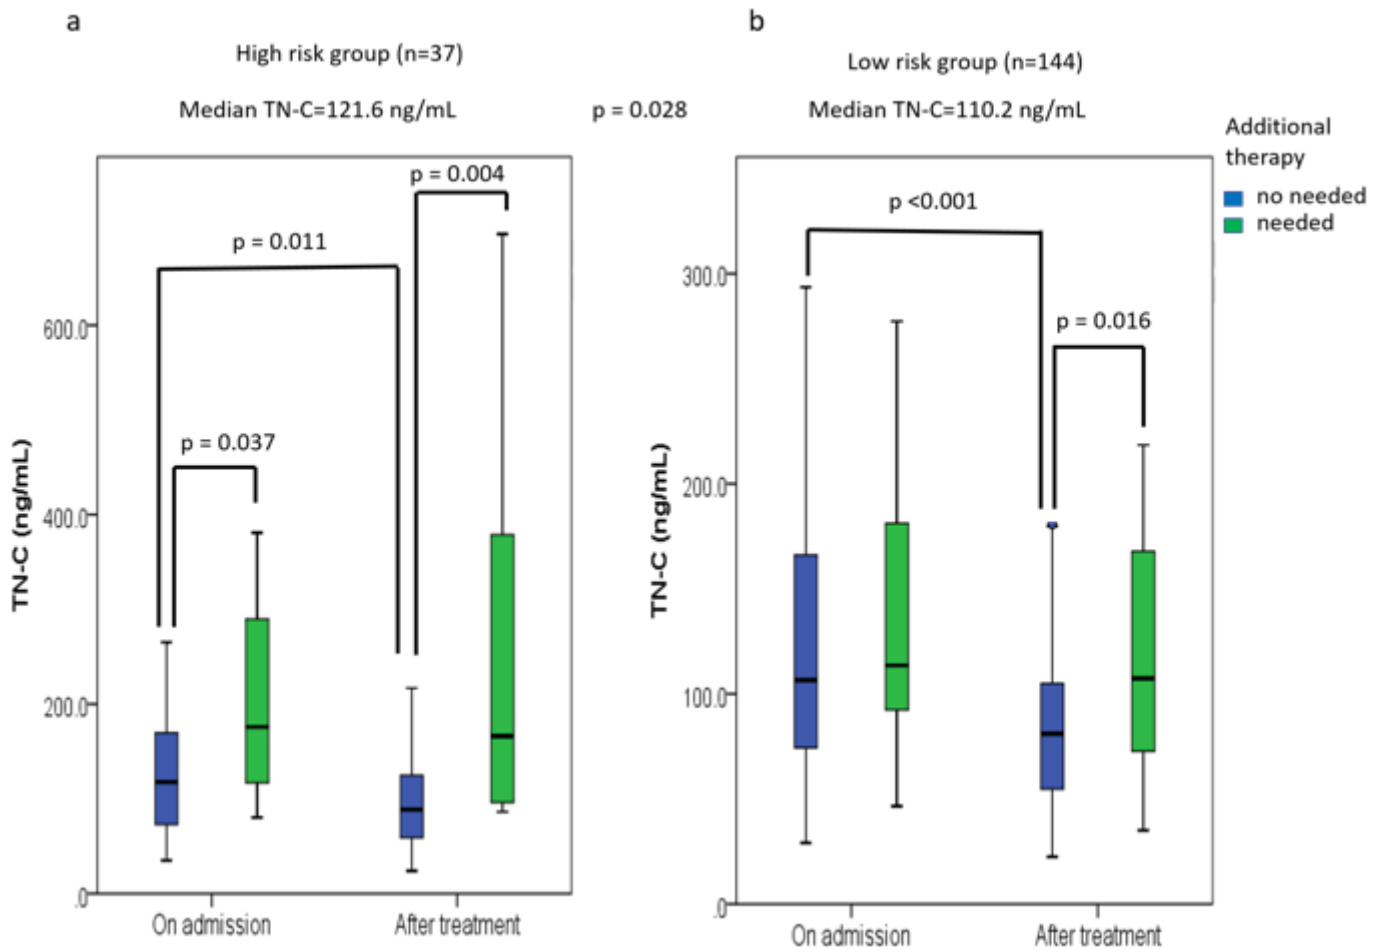 a
High risk group (n=37)
Median TN-C=121.6 ng/mL
p = 0.028
b
Low risk group (n=144)
Median TN-C=110.2 ng/mL
Additional
therapy
no needed
needed
p = 0.004
p = 0.011
p = 0.037
600.0
400.0
200.0
.0
TN-C (ng/mL)
On admission
After treatment
p <0.001
p = 0.016
300.0
200.0
100.0
.0
TN-C (ng/mL)
On admission
After treatment